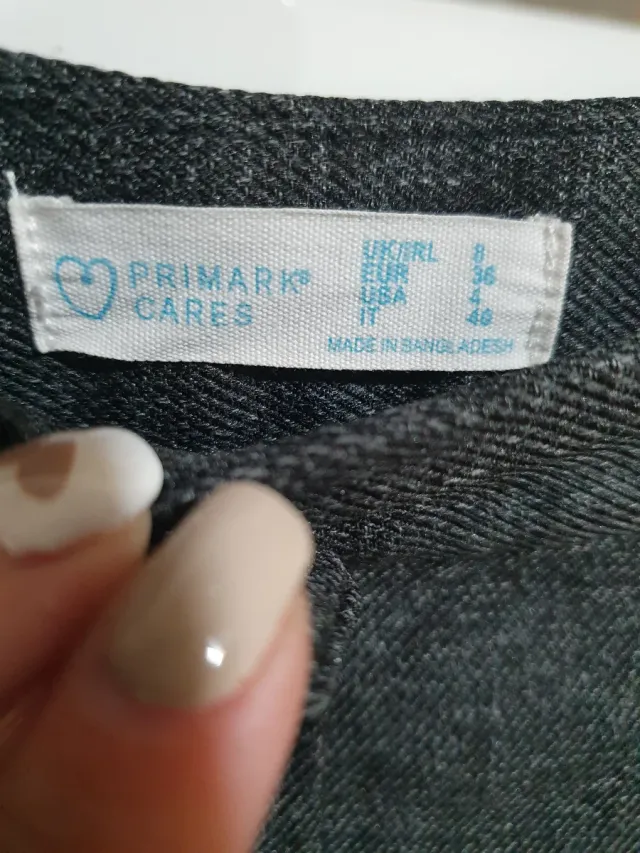 PRIMARK®
CARES
UK/IRL 8
EUR 36
USA 4
IT 40
MADE IN BANGLADESH